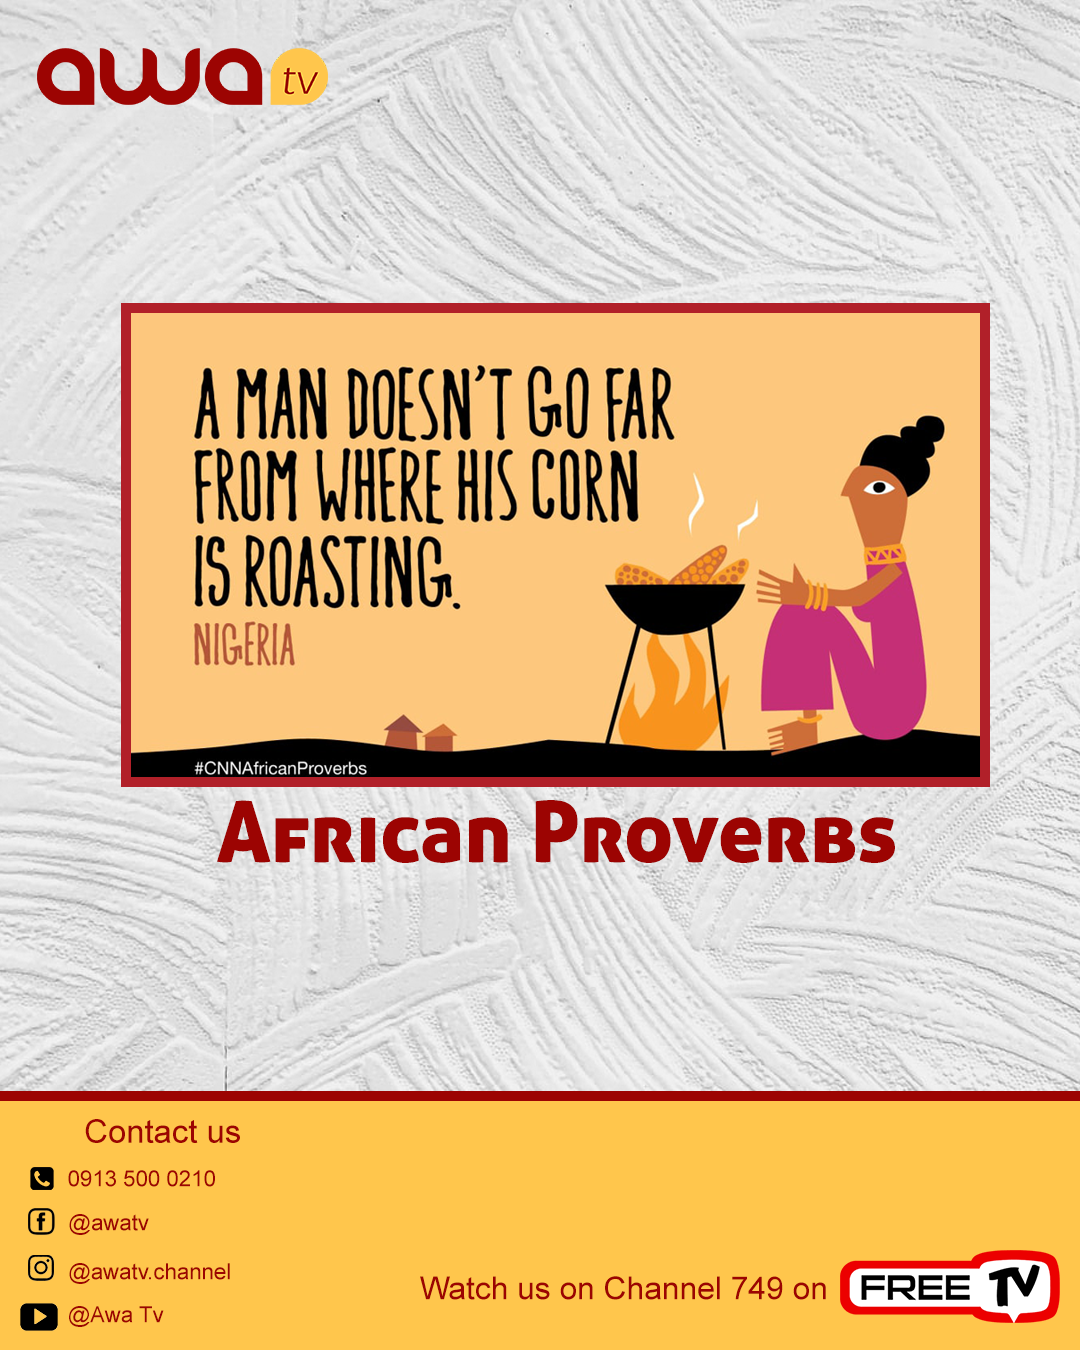 awa tv
A MAN DOESN'T GO FAR
FROM WHERE HIS CORN
IS ROASTING.
NIGERIA
#CNNAfricanProverbs
African Proverbs
Contact us
0913 500 0210
@awatv
@awatv.channel
@Awa Tv
Watch us on Channel 749 on FREE TV